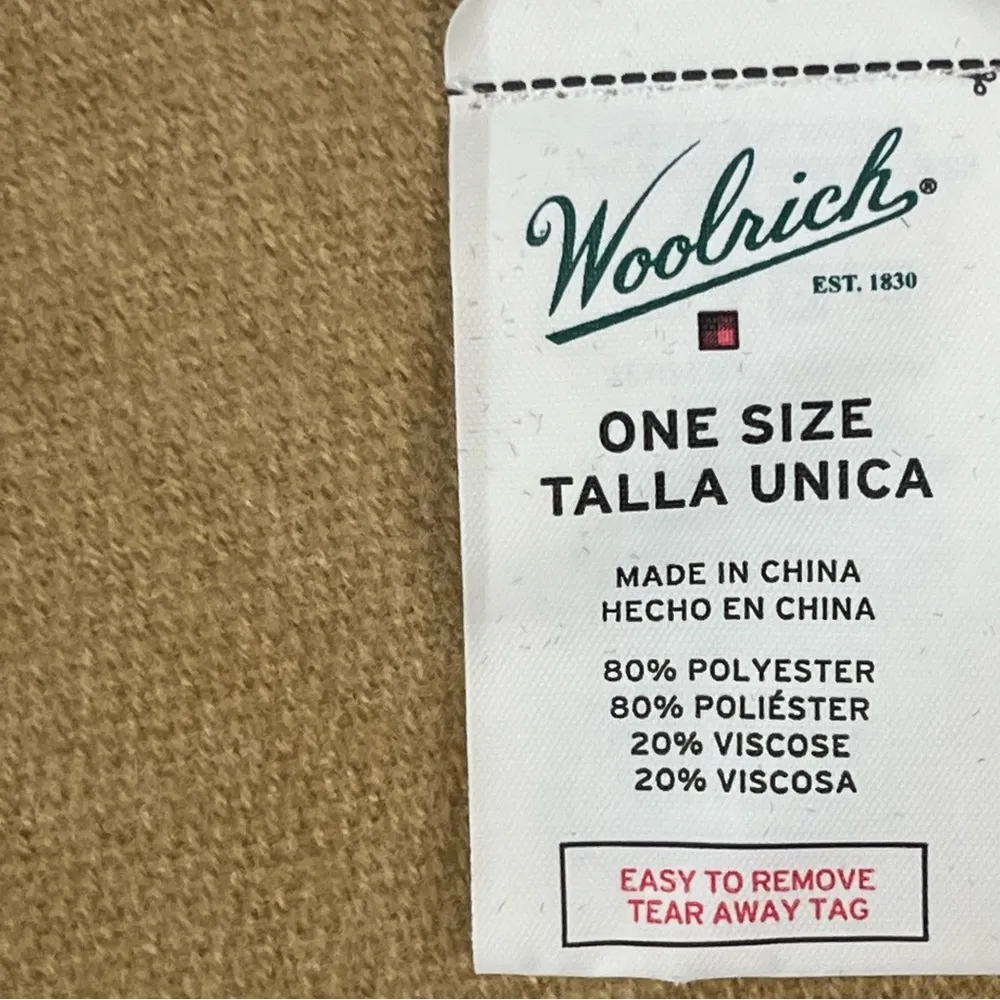 Woolrich®
EST. 1830
ONE SIZE
TALLA UNICA
MADE IN CHINA
HECHO EN CHINA
80% POLYESTER
80% POLIÉSTER
20% VISCOSE
20% VISCOSA
EASY TO REMOVE
TEAR AWAY TAG